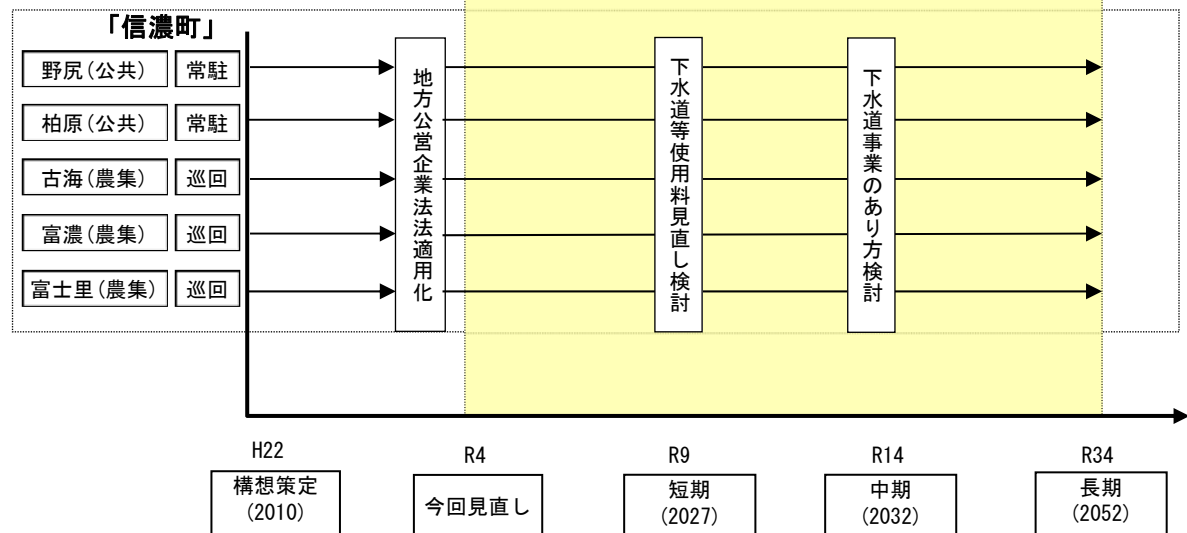 「信濃町」
野尻(公共) 常駐
柏原(公共) 常駐
古海(農集) 巡回
富濃(農集) 巡回
富士里(農集) 巡回
地方公営企業法法適用化
下水道等使用料見直し検討
下水道事業のあり方検討
H22
R4
R9
R14
R34
構想策定
(2010)
今回見直し
短期
(2027)
中期
(2032)
長期
(2052)